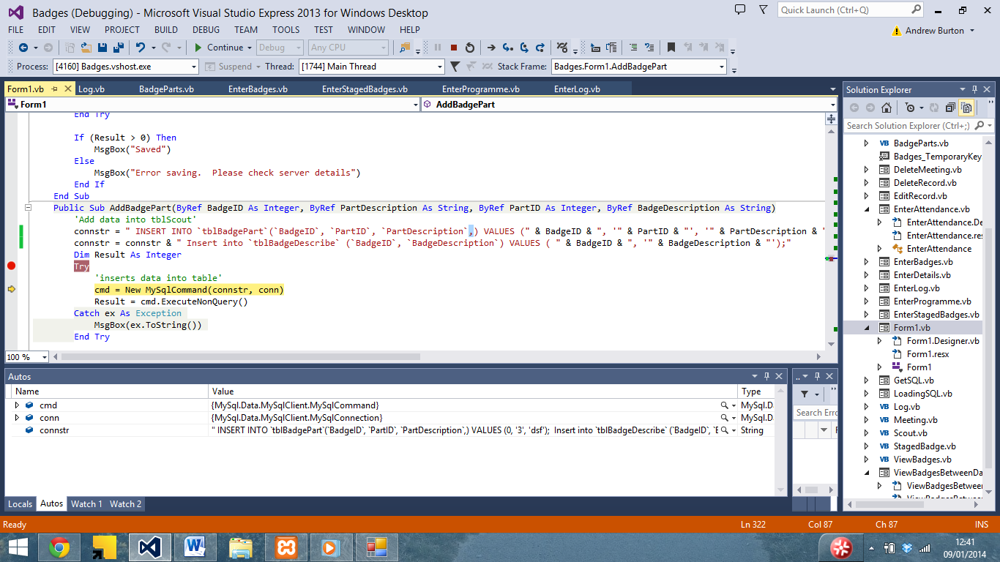 Badges (Debugging) - Microsoft Visual Studio Express 2013 for Windows Desktop
Quick Launch (Ctrl+Q)
FILE EDIT VIEW PROJECT BUILD DEBUG TEAM TOOLS TEST WINDOW HELP
Andrew Burton
Continue Debug Any CPU
Process: [4160] Badges.vshost.exe Suspend Thread: [1744] Main Thread Stack Frame: Badges.Form1.AddBadgePart
Form1.vb Log.vb BadgeParts.vb EnterBadges.vb EnterStagedBadges.vb EnterProgramme.vb EnterLog.vb
Form1 AddBadgePart
End Try
If (Result > 0) Then
MsgBox("Saved")
Else
MsgBox("Error saving.  Please check server details")
End If
End Sub
Public Sub AddBadgePart(ByRef BadgeID As Integer, ByRef PartDescription As String, ByRef PartID As Integer, ByRef BadgeDescription As String)
'Add data into tblScout'
connstr = " INSERT INTO `tblBadgePart`(`BadgeID`, `PartID`, `PartDescription`,) VALUES (" & BadgeID & ", '" & PartID & "', '" & PartDescription & '
connstr = connstr & " Insert into `tblBadgeDescribe` (`BadgeID`, `BadgeDescription`) VALUES ( " & BadgeID & ", '" & BadgeDescription & "');"
Dim Result As Integer
Try
'inserts data into table'
cmd = New MySqlCommand(connstr, conn)
Result = cmd.ExecuteNonQuery()
Catch ex As Exception
MsgBox(ex.ToString())
End Try
100 %
Autos
Name Value Type
cmd {MySql.Data.MySqlClient.MySqlCommand} MySql.D
conn {MySql.Data.MySqlClient.MySqlConnection} MySql.D
connstr " INSERT INTO `tblBadgePart`(`BadgeID`, `PartID`, `PartDescription`,) VALUES (0, '3', 'dsf');  Insert into `tblBadgeDescribe` (`BadgeID`, `E String
Locals Autos Watch 1 Watch 2
..
Search Erro
Solution Explorer
Search Solution Explorer (Ctrl+;)
VB BadgeParts.vb
Badges_TemporaryKey
DeleteMeeting.vb
DeleteRecord.vb
EditRecord.vb
EnterAttendance.vb
EnterAttendance.De
EnterAttendance.res
EnterAttendance
EnterBadges.vb
EnterDetails.vb
EnterLog.vb
EnterProgramme.vb
EnterStagedBadges.vb
Form1.vb
Form1.Designer.vb
Form1.resx
Form1
GetSQL.vb
LoadingSQL.vb
VB Log.vb
VB Meeting.vb
VB Scout.vb
VB StagedBadge.vb
VB ViewBadges.vb
ViewBadgesBetweenDa
ViewBadgesBetween
Ready Ln 322 Col 87 Ch 87 INS
12:41
09/01/2014